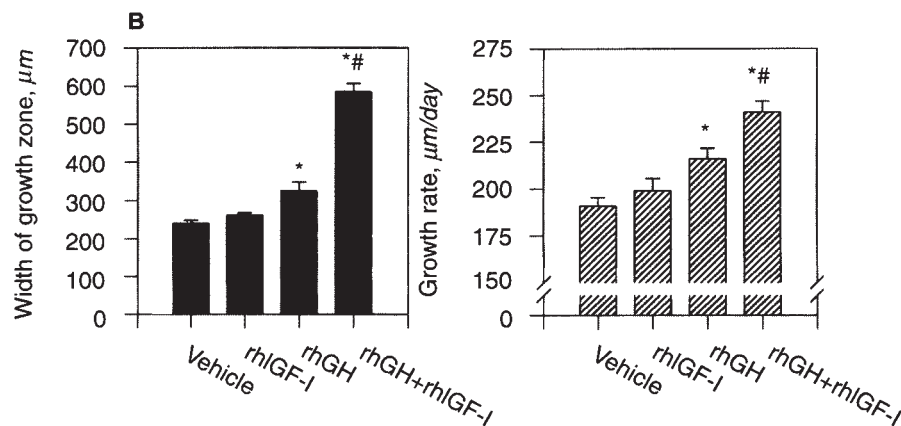 B
Width of growth zone, μm
700
600
500
400
300
200
100
0
*
*#
Vehicle
rhIGF-I
rhGH
rhGH+rhIGF-I
Growth rate, μm/day
275
250
225
200
175
150
0
*
*#
Vehicle
rhIGF-I
rhGH
rhGH+rhIGF-I